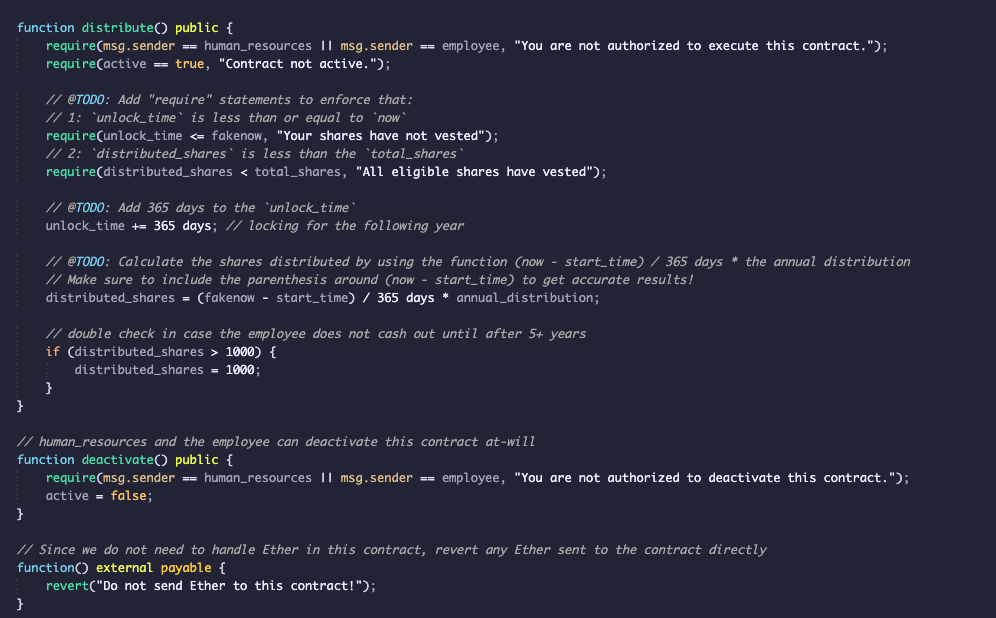 function distribute() public {
require(msg.sender == human_resources || msg.sender == employee, "You are not authorized to execute this contract.");
require(active == true, "Contract not active.");
// @TODO: Add "require" statements to enforce that:
// 1: `unlock_time` is less than or equal to `now`
require(unlock_time <= fakenow, "Your shares have not vested");
// 2: `distributed_shares` is less than the `total_shares`
require(distributed_shares < total_shares, "All eligible shares have vested");
// @TODO: Add 365 days to the `unlock_time`
unlock_time += 365 days; // locking for the following year
// @TODO: Calculate the shares distributed by using the function (now - start_time) / 365 days * the annual distribution
// Make sure to include the parenthesis around (now - start_time) to get accurate results!
distributed_shares = (fakenow - start_time) / 365 days * annual_distribution;
// double check in case the employee does not cash out until after 5+ years
if (distributed_shares > 1000) {
distributed_shares = 1000;
}
}
// human_resources and the employee can deactivate this contract at-will
function deactivate() public {
require(msg.sender == human_resources || msg.sender == employee, "You are not authorized to deactivate this contract.");
active = false;
}
// Since we do not need to handle Ether in this contract, revert any Ether sent to the contract directly
function() external payable {
revert("Do not send Ether to this contract!");
}